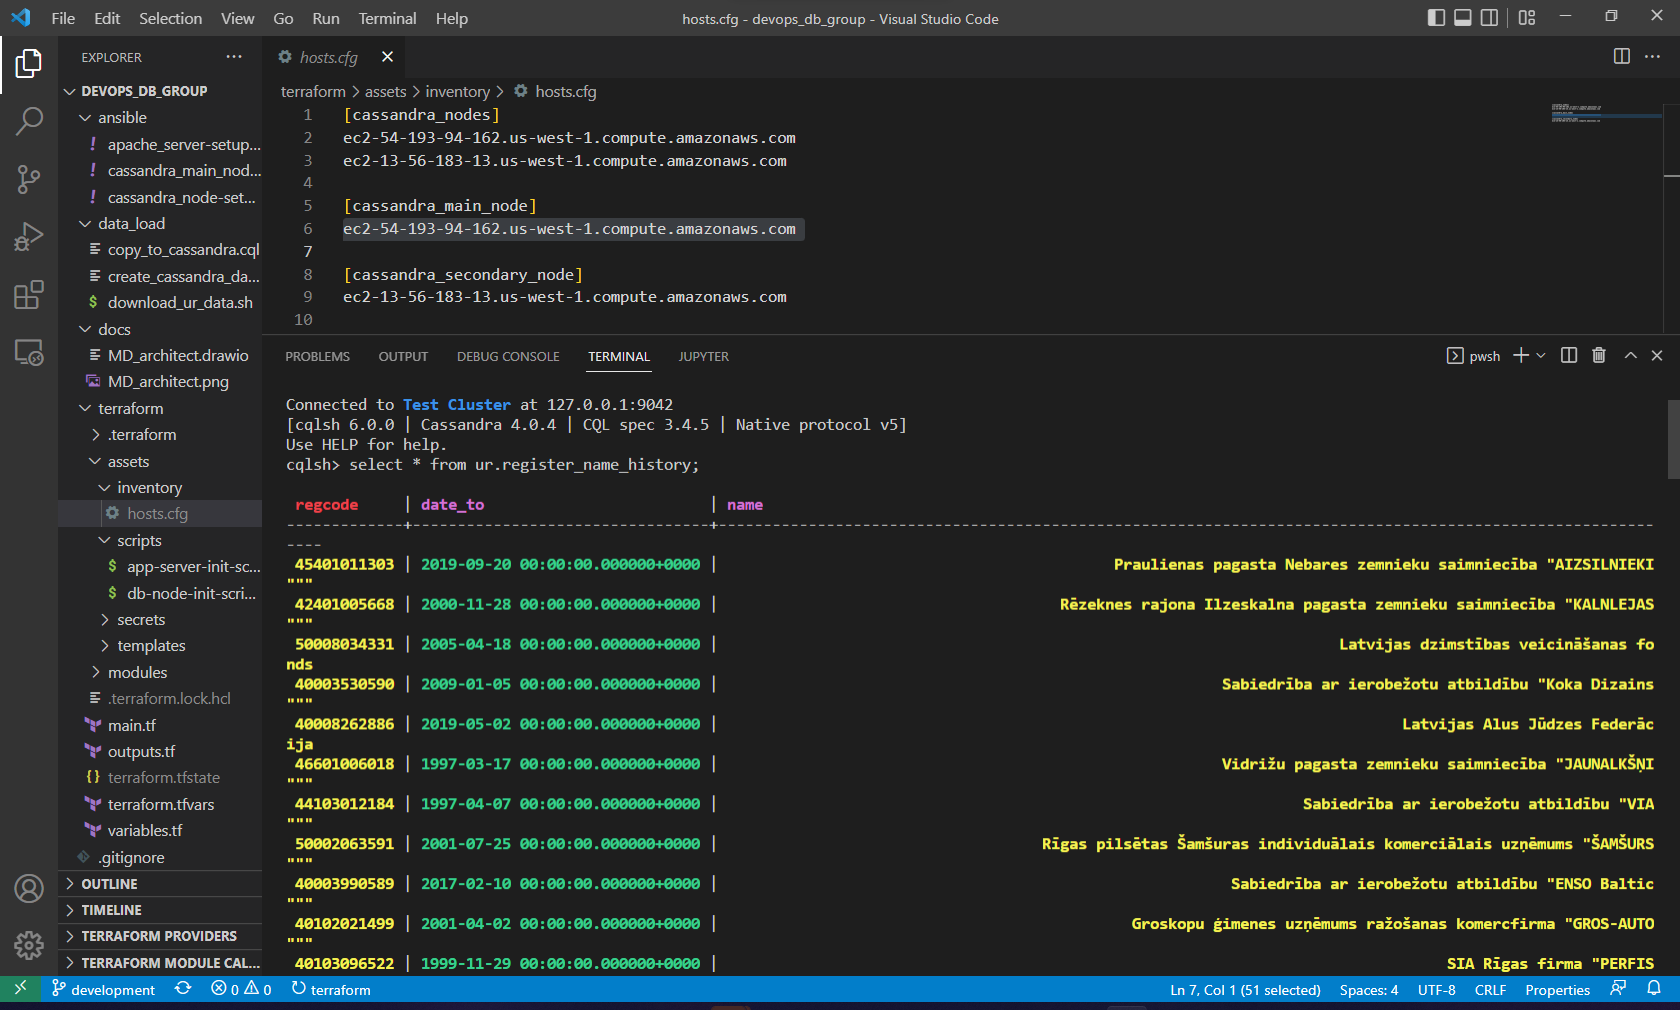 File Edit Selection View Go Run Terminal Help
hosts.cfg - devops_db_group - Visual Studio Code
EXPLORER
DEVOPS_DB_GROUP
ansible
apache_server-setup...
cassandra_main_nod...
cassandra_node-set...
data_load
copy_to_cassandra.cql
create_cassandra_da...
download_ur_data.sh
docs
MD_architect.drawio
MD_architect.png
terraform
.terraform
assets
inventory
hosts.cfg
scripts
app-server-init-sc...
db-node-init-scri...
secrets
templates
modules
.terraform.lock.hcl
main.tf
outputs.tf
terraform.tfstate
terraform.tfvars
variables.tf
.gitignore
OUTLINE
TIMELINE
TERRAFORM PROVIDERS
TERRAFORM MODULE CAL...
hosts.cfg
terraform > assets > inventory > hosts.cfg
1 [cassandra_nodes]
2 ec2-54-193-94-162.us-west-1.compute.amazonaws.com
3 ec2-13-56-183-13.us-west-1.compute.amazonaws.com
4
5 [cassandra_main_node]
6 ec2-54-193-94-162.us-west-1.compute.amazonaws.com
7
8 [cassandra_secondary_node]
9 ec2-13-56-183-13.us-west-1.compute.amazonaws.com
10
PROBLEMS OUTPUT DEBUG CONSOLE TERMINAL JUPYTER
pwsh
Connected to Test Cluster at 127.0.0.1:9042
[cqlsh 6.0.0 | Cassandra 4.0.4 | CQL spec 3.4.5 | Native protocol v5]
Use HELP for help.
cqlsh> select * from ur.register_name_history;
regcode | date_to | name
45401011303 | 2019-09-20 00:00:00.000000+0000 | Praulienas pagasta Nebares zemnieku saimniecība "AIZSILNIEKI
"""
42401005668 | 2000-11-28 00:00:00.000000+0000 | Rēzeknes rajona Ilzeskalna pagasta zemnieku saimniecība "KALNLEJAS
"""
50008034331 | 2005-04-18 00:00:00.000000+0000 | Latvijas dzimstības veicināšanas fo
nds
40003530590 | 2009-01-05 00:00:00.000000+0000 | Sabiedrība ar ierobežotu atbildību "Koka Dizains
"""
40008262886 | 2019-05-02 00:00:00.000000+0000 | Latvijas Alus Jūdzes Federāc
ija
46601006018 | 1997-03-17 00:00:00.000000+0000 | Vidrižu pagasta zemnieku saimniecība "JAUNALKŠŅI
"""
44103012184 | 1997-04-07 00:00:00.000000+0000 | Sabiedrība ar ierobežotu atbildību "VIA
"""
50002063591 | 2001-07-25 00:00:00.000000+0000 | Rīgas pilsētas Šamšuras individuālais komerciālais uzņēmums "ŠAMŠURS
"""
40003990589 | 2017-02-10 00:00:00.000000+0000 | Sabiedrība ar ierobežotu atbildību "ENSO Baltic
"""
40102021499 | 2001-04-02 00:00:00.000000+0000 | Groskopu ģimenes uzņēmums ražošanas komercfirma "GROS-AUTO
"""
40103096522 | 1999-11-29 00:00:00.000000+0000 | SIA Rīgas firma "PERFIS
development 0 0 terraform
Ln 7, Col 1 (51 selected) Spaces: 4 UTF-8 CRLF Properties